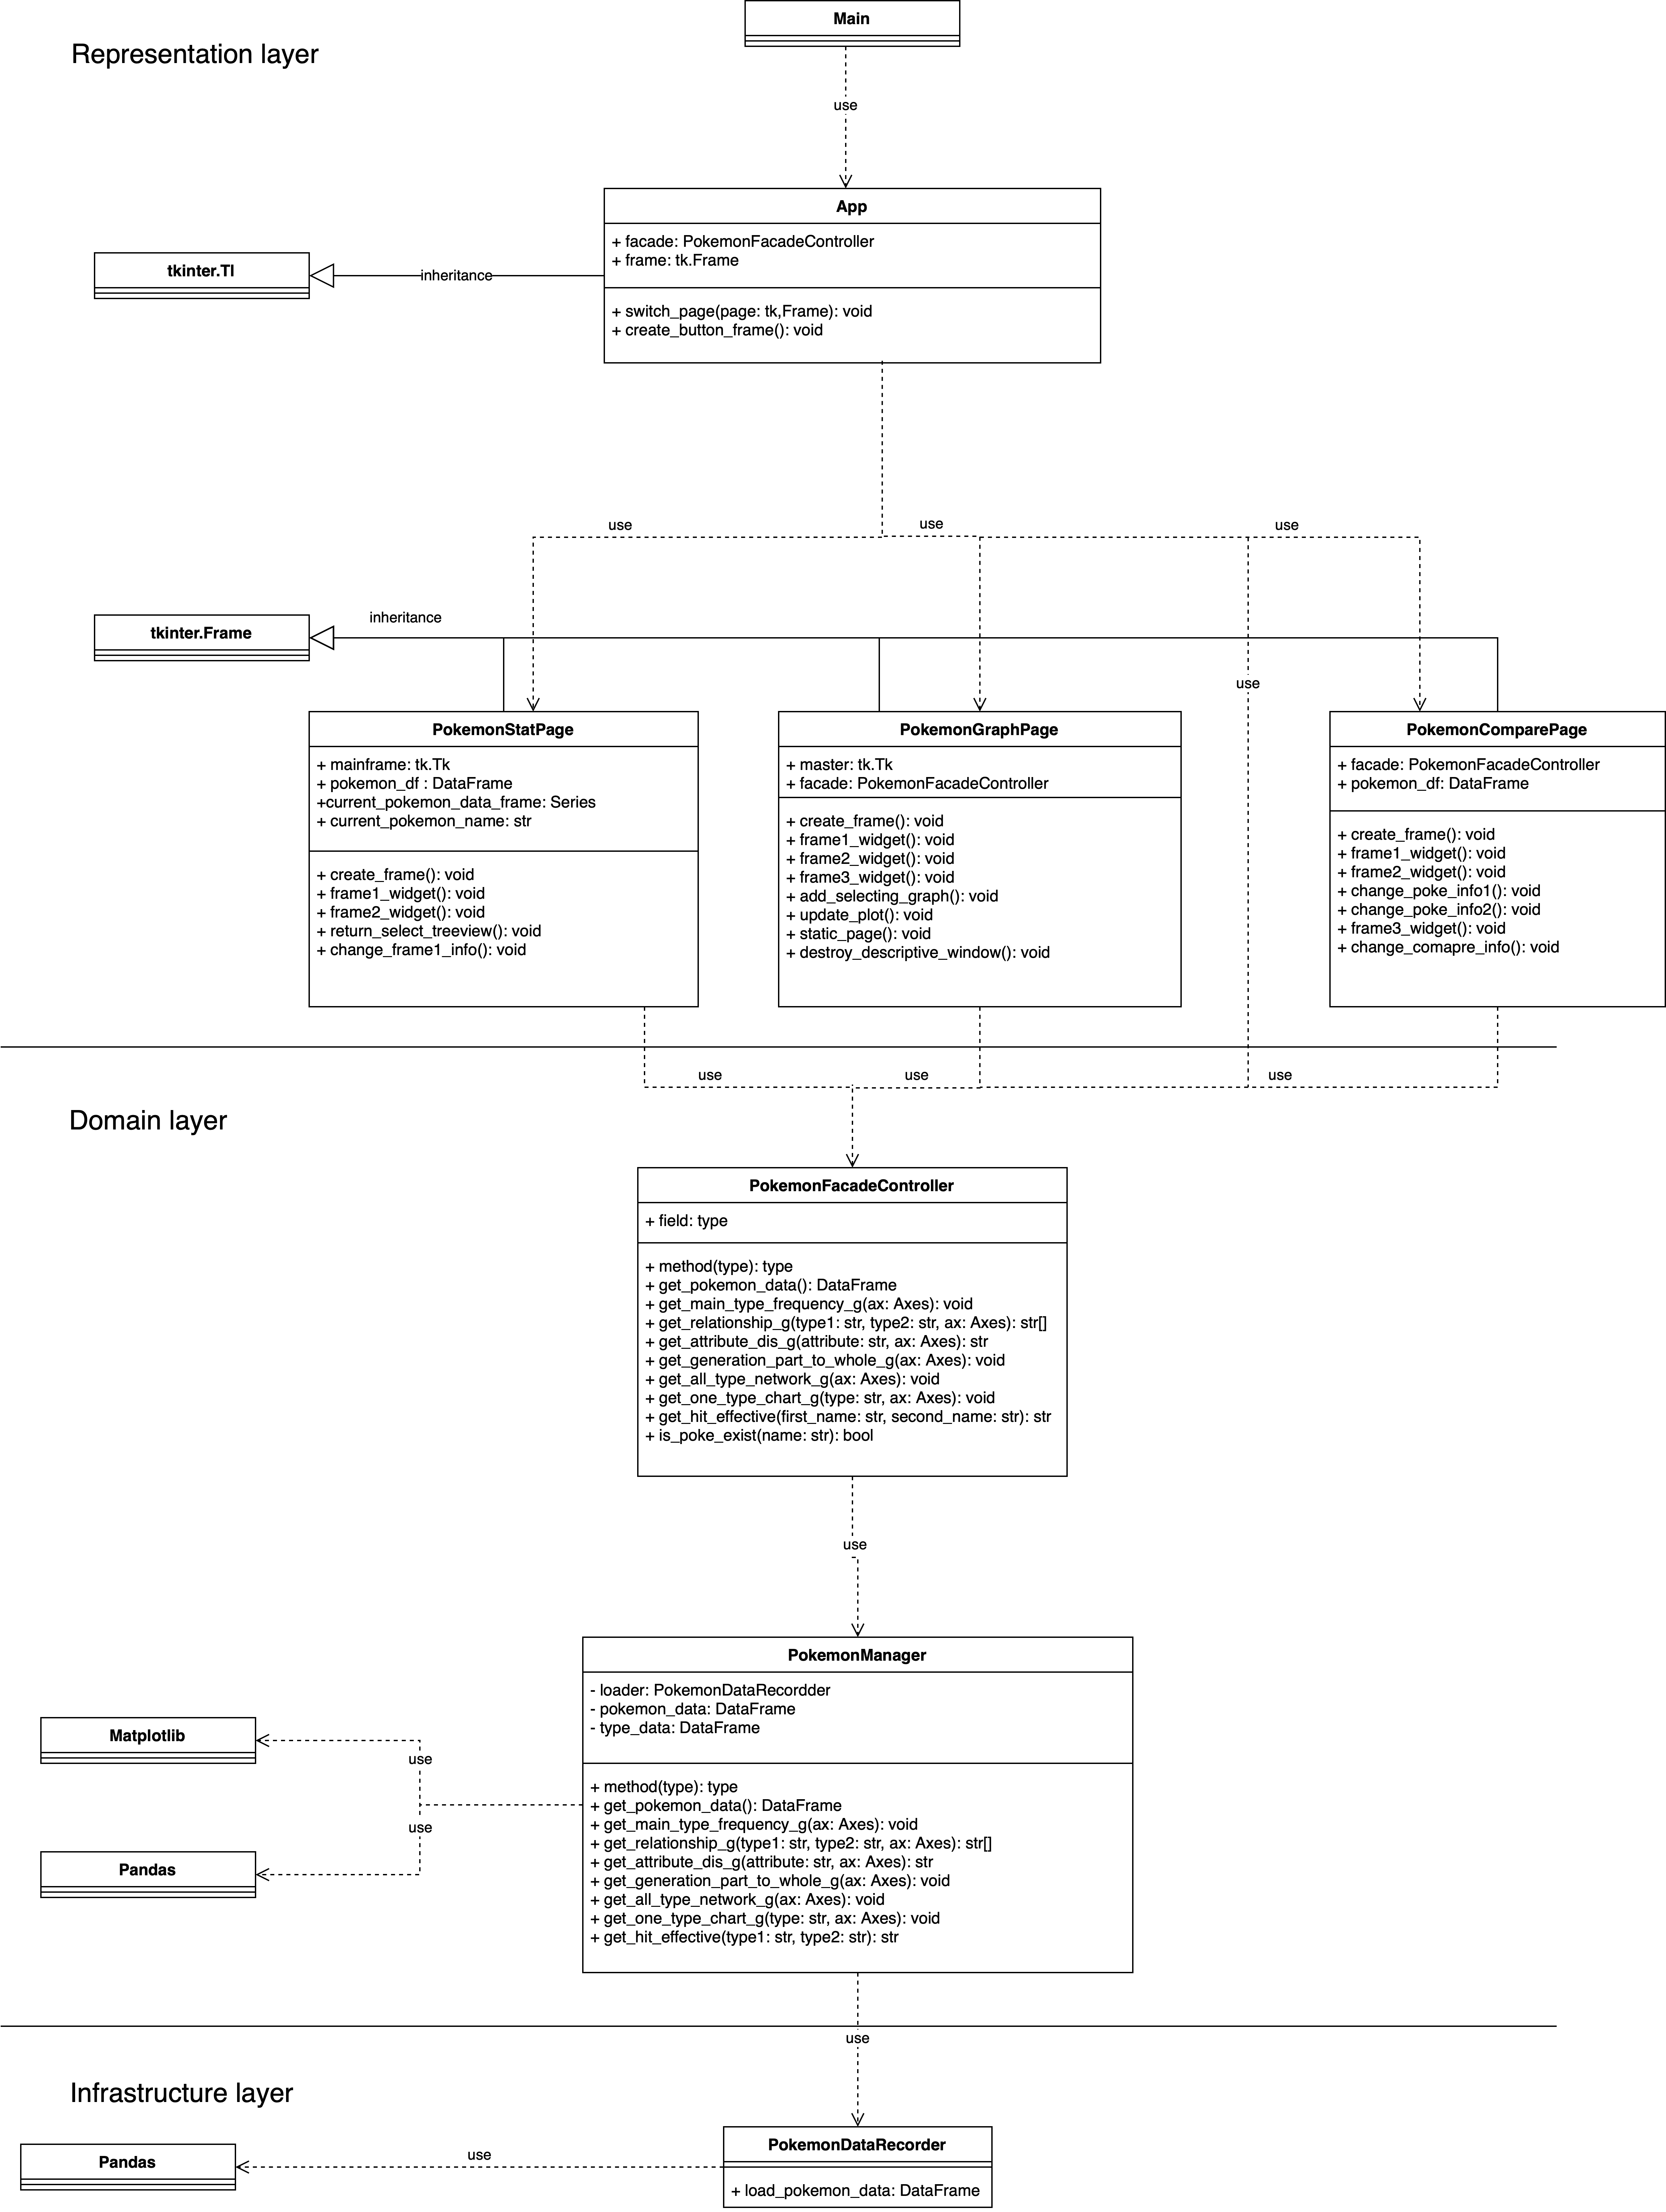 Main
Representation layer
use
App
+ facade: PokemonFacadeController
+ frame: tk.Frame
+ switch_page(page: tk,Frame): void
+ create_button_frame(): void
tkinter.Tl
inheritance
use
use
use
tkinter.Frame
inheritance
use
PokemonStatPage
+ mainframe: tk.Tk
+ pokemon_df : DataFrame
+current_pokemon_data_frame: Series
+ current_pokemon_name: str
+ create_frame(): void
+ frame1_widget(): void
+ frame2_widget(): void
+ return_select_treeview(): void
+ change_frame1_info(): void
PokemonGraphPage
+ master: tk.Tk
+ facade: PokemonFacadeController
+ create_frame(): void
+ frame1_widget(): void
+ frame2_widget(): void
+ frame3_widget(): void
+ add_selecting_graph(): void
+ update_plot(): void
+ static_page(): void
+ destroy_descriptive_window(): void
PokemonComparePage
+ facade: PokemonFacadeController
+ pokemon_df: DataFrame
+ create_frame(): void
+ frame1_widget(): void
+ frame2_widget(): void
+ change_poke_info1(): void
+ change_poke_info2(): void
+ frame3_widget(): void
+ change_comapre_info(): void
use
use
use
Domain layer
PokemonFacadeController
+ field: type
+ method(type): type
+ get_pokemon_data(): DataFrame
+ get_main_type_frequency_g(ax: Axes): void
+ get_relationship_g(type1: str, type2: str, ax: Axes): str[]
+ get_attribute_dis_g(attribute: str, ax: Axes): str
+ get_generation_part_to_whole_g(ax: Axes): void
+ get_all_type_network_g(ax: Axes): void
+ get_one_type_chart_g(type: str, ax: Axes): void
+ get_hit_effective(first_name: str, second_name: str): str
+ is_poke_exist(name: str): bool
use
PokemonManager
- loader: PokemonDataRecordder
- pokemon_data: DataFrame
- type_data: DataFrame
+ method(type): type
+ get_pokemon_data(): DataFrame
+ get_main_type_frequency_g(ax: Axes): void
+ get_relationship_g(type1: str, type2: str, ax: Axes): str[]
+ get_attribute_dis_g(attribute: str, ax: Axes): str
+ get_generation_part_to_whole_g(ax: Axes): void
+ get_all_type_network_g(ax: Axes): void
+ get_one_type_chart_g(type: str, ax: Axes): void
+ get_hit_effective(type1: str, type2: str): str
Matplotlib
use
use
Pandas
use
Infrastructure layer
PokemonDataRecorder
+ load_pokemon_data: DataFrame
use
Pandas